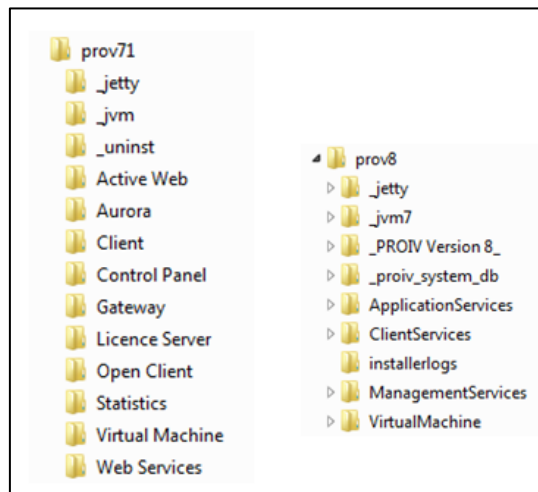 prov71
_jetty
_jvm
_uninst
Active Web
Aurora
Client
Control Panel
Gateway
Licence Server
Open Client
Statistics
Virtual Machine
Web Services
prov8
_jetty
_jvm7
_PROIV Version 8_
_proiv_system_db
ApplicationServices
ClientServices
installerlogs
ManagementServices
VirtualMachine